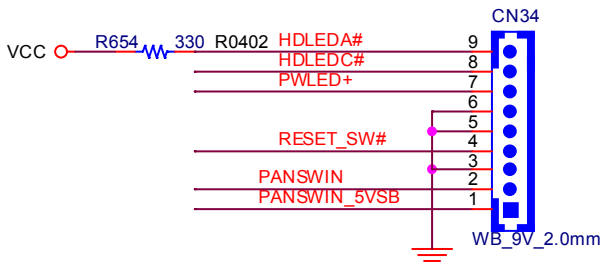 CN34
VCC R654 330 R0402 HDLEDA# 9
HDLEDC# 8
PWLED+ 7
6
5
RESET_SW# 4
3
PANSWIN 2
PANSWIN_5VSB 1
WB_9V_2.0mm